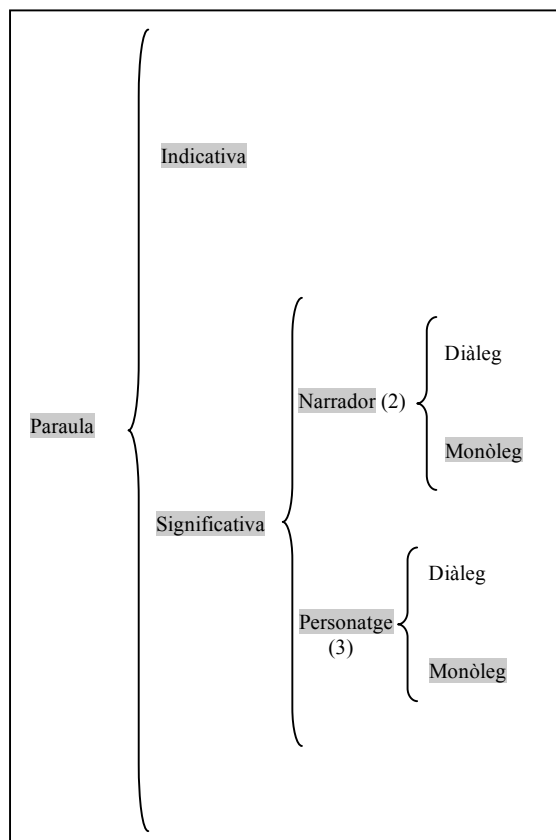 Indicativa
Paraula
Significativa
Narrador (2)
Diàleg
Monòleg
Personatge
(3)
Diàleg
Monòleg